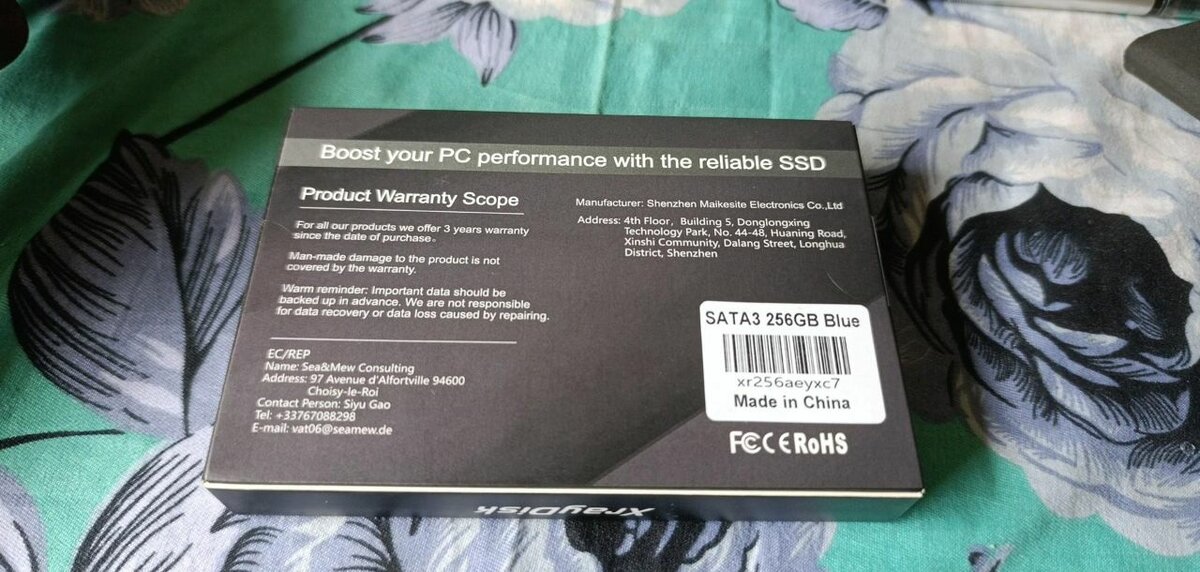 Boost your PC performance with the reliable SSD
Product Warranty Scope
For all our products we offer 3 years warranty
since the date of purchase。
Man-made damage to the product is not
covered by the warranty.
Warm reminder: Important data should be
backed up in advance. We are not responsible
for data recovery or data loss caused by repairing.
EC/REP
Name: Sea&Mew Consulting
Address: 97 Avenue d'Alfortville 94600
Choisy-le-Roi
Contact Person: Siyu Gao
Tel: +33767088298
E-mail: vat06@seamew.de
Manufacturer: Shenzhen Maikesite Electronics Co.,Ltd
Address: 4th Floor, Building 5, Donglongxing
Technology Park, No. 44-48, Huaning Road,
Xinshi Community, Dalang Street, Longhua
District, Shenzhen
SATA3 256GB Blue
xr256aeyxc7
Made in China
FC CE RoHS
XrayDisk